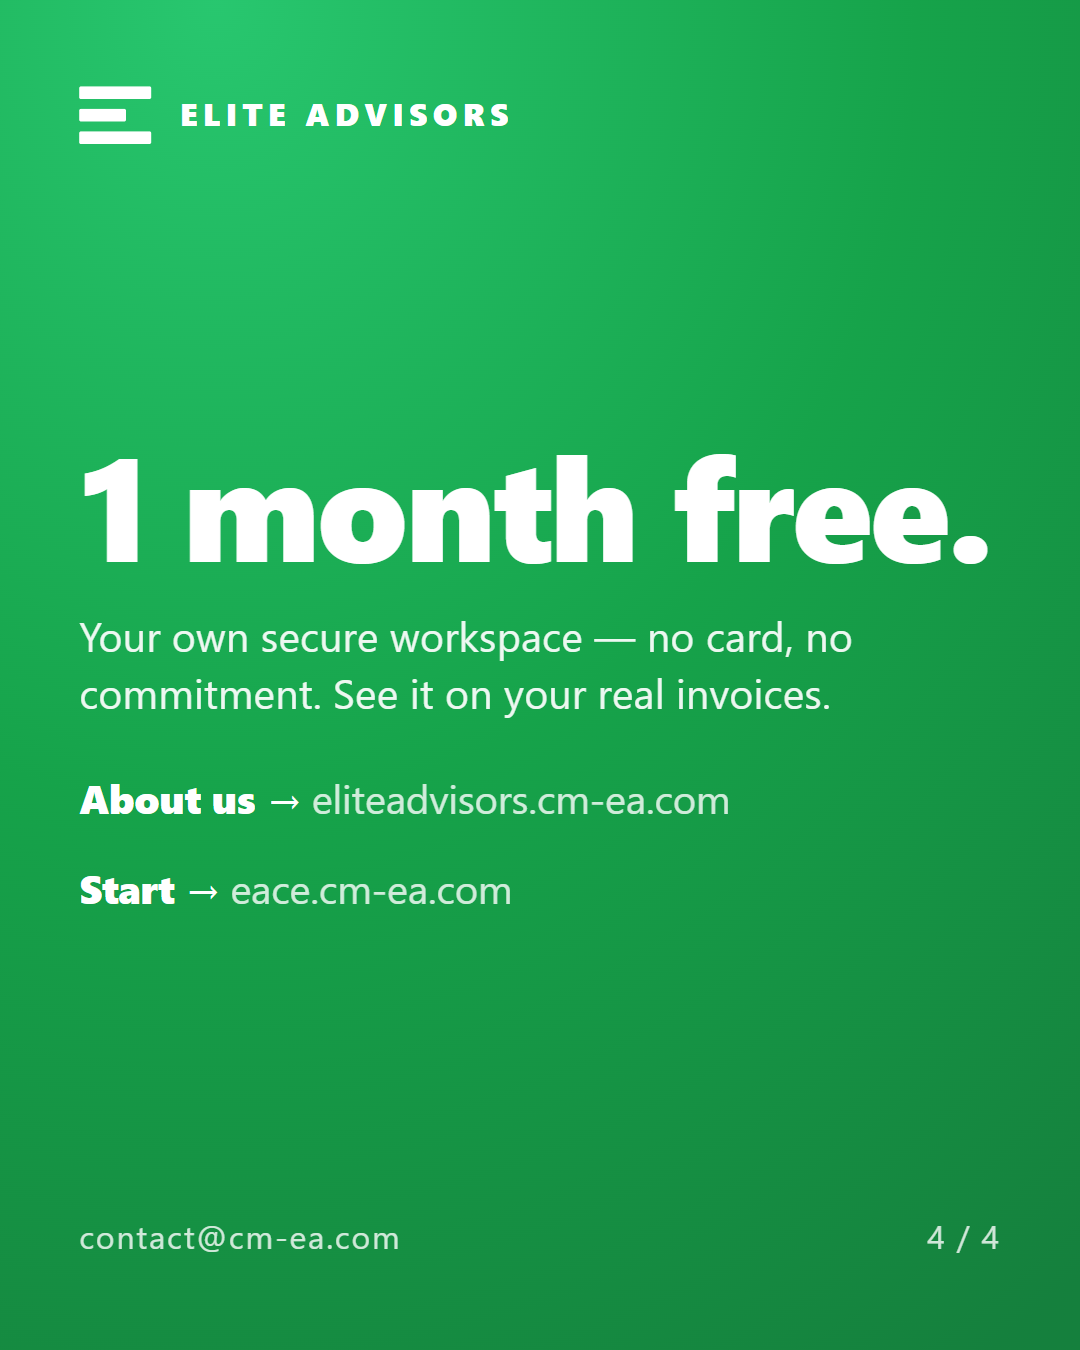 ELITE ADVISORS
1 month free.
Your own secure workspace — no card, no
commitment. See it on your real invoices.
About us → eliteadvisors.cm-ea.com
Start → eace.cm-ea.com
contact@cm-ea.com
4 / 4